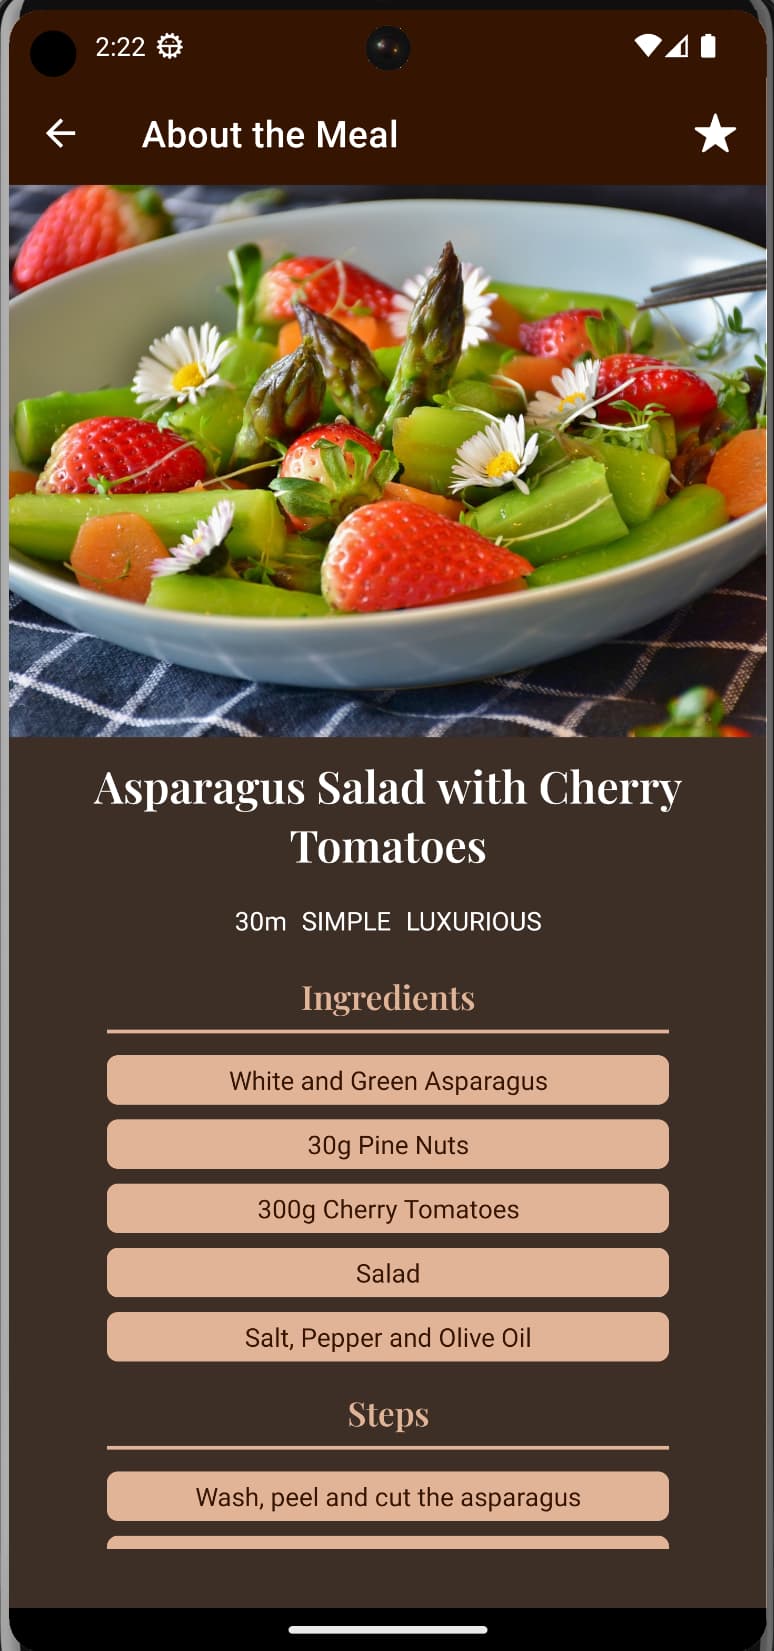 2:22
About the Meal
Asparagus Salad with Cherry
Tomatoes
30m SIMPLE LUXURIOUS
Ingredients
White and Green Asparagus
30g Pine Nuts
300g Cherry Tomatoes
Salad
Salt, Pepper and Olive Oil
Steps
Wash, peel and cut the asparagus